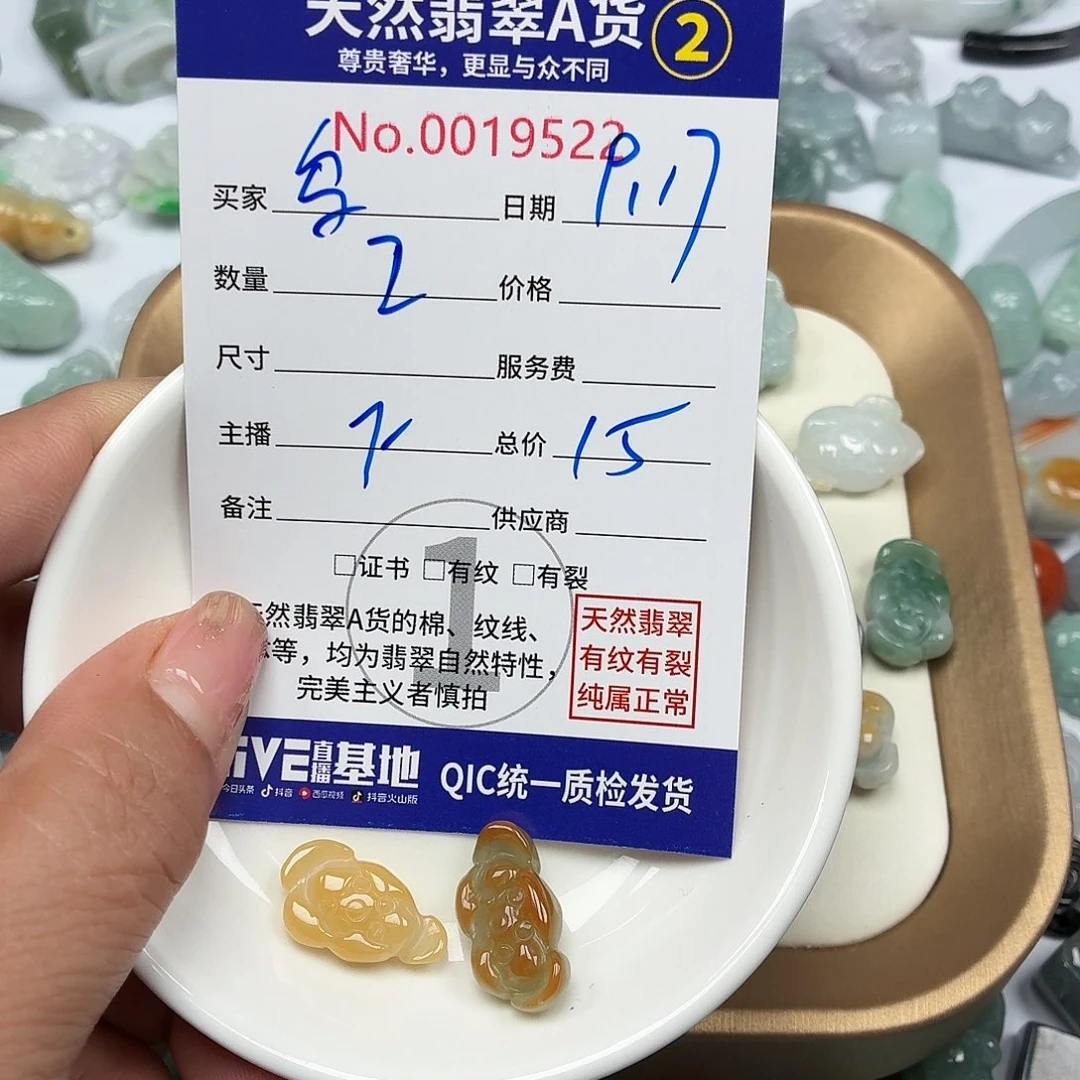 天然翡翠A货 2
尊贵奢华，更显与众不同
No.0019522
买家 日期 9.17
数量 2 价格
尺寸 服务费
主播 总价 15
备注 供应商
□证书 □有纹 □有裂
1
天然翡翠A货的棉、纹线、
等，均为翡翠自然特性，
完美主义者慎拍
天然翡翠
有纹有裂
纯属正常
LIVE直播基地 QIC统一质检发货
今日头条 抖音 西瓜视频 抖音火山版